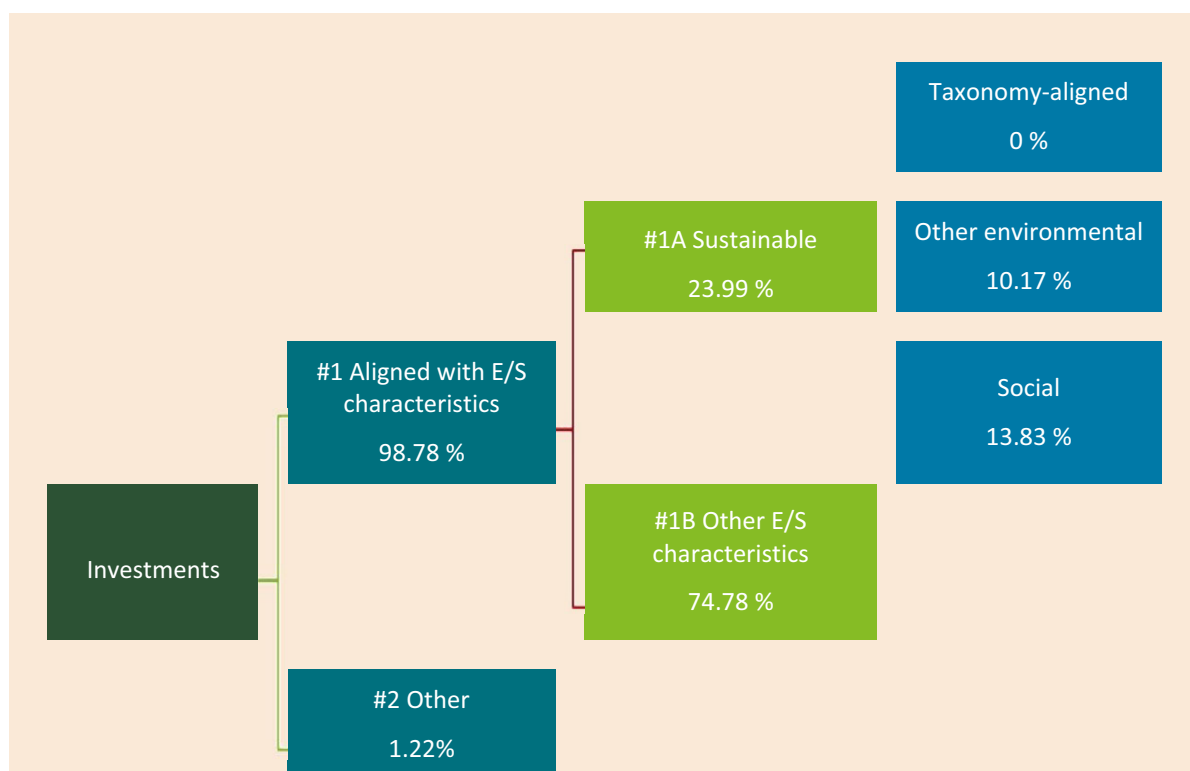 Taxonomy-aligned
0 %
#1A Sustainable
23.99 %
Other environmental
10.17 %
#1 Aligned with E/S
characteristics
98.78 %
Social
13.83 %
Investments
#1B Other E/S
characteristics
74.78 %
#2 Other
1.22%